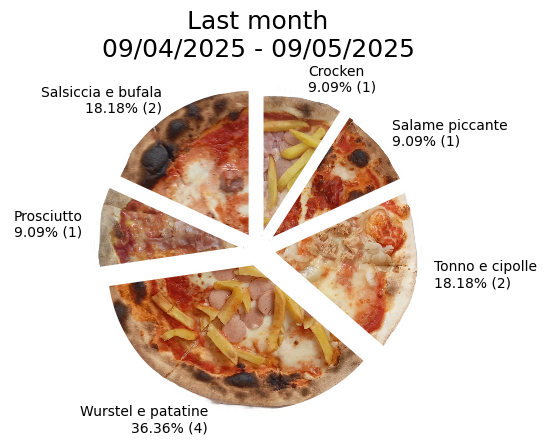 Last month
09/04/2025 - 09/05/2025
Crocken
9.09% (1)
Salsiccia e bufala
18.18% (2)
Salame piccante
9.09% (1)
Prosciutto
9.09% (1)
Tonno e cipolle
18.18% (2)
Wurstel e patatine
36.36% (4)